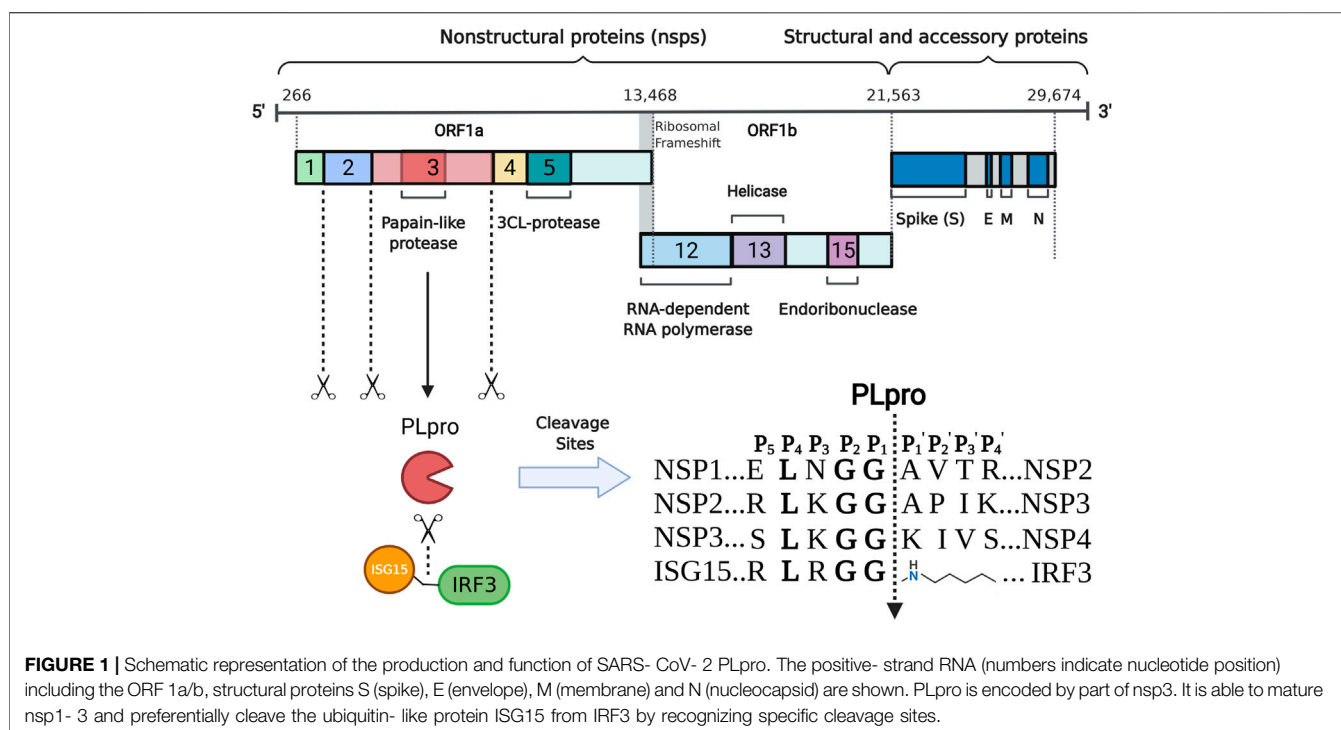 Nonstructural proteins (nsps) Structural and accessory proteins
266 13,468 21,563 29,674
5' 3'
ORF1a Ribosomal Frameshift ORF1b
1 2 3 4 5
Helicase
Papain-like protease 3CL-protease Spike (S) E M N
12 13 15
RNA-dependent RNA polymerase Endoribonuclease
PLpro
PLpro Cleavage Sites
P5 P4 P3 P2 P1 P1' P2' P3' P4'
NSP1...E L N G G A V T R...NSP2
NSP2...R L K G G A P I K...NSP3
NSP3...S L K G G K I V S...NSP4
ISG15..R L R G G H N ... IRF3
ISG15 IRF3
FIGURE 1 | Schematic representation of the production and function of SARS- CoV- 2 PLpro. The positive- strand RNA (numbers indicate nucleotide position)
including the ORF 1a/b, structural proteins S (spike), E (envelope), M (membrane) and N (nucleocapsid) are shown. PLpro is encoded by part of nsp3. It is able to mature
nsp1- 3 and preferentially cleave the ubiquitin- like protein ISG15 from IRF3 by recognizing specific cleavage sites.